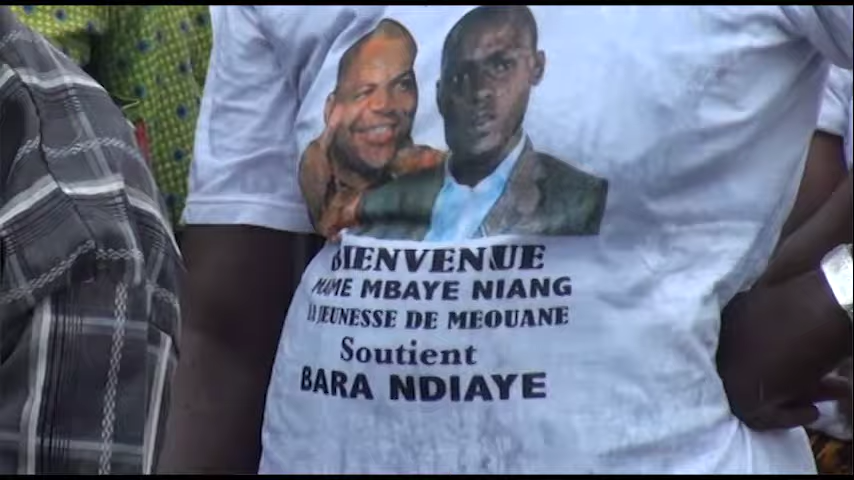 BIENVENUE
MAME MBAYE NIANG
LA JEUNESSE DE MEOUANE
Soutient
BARA NDIAYE